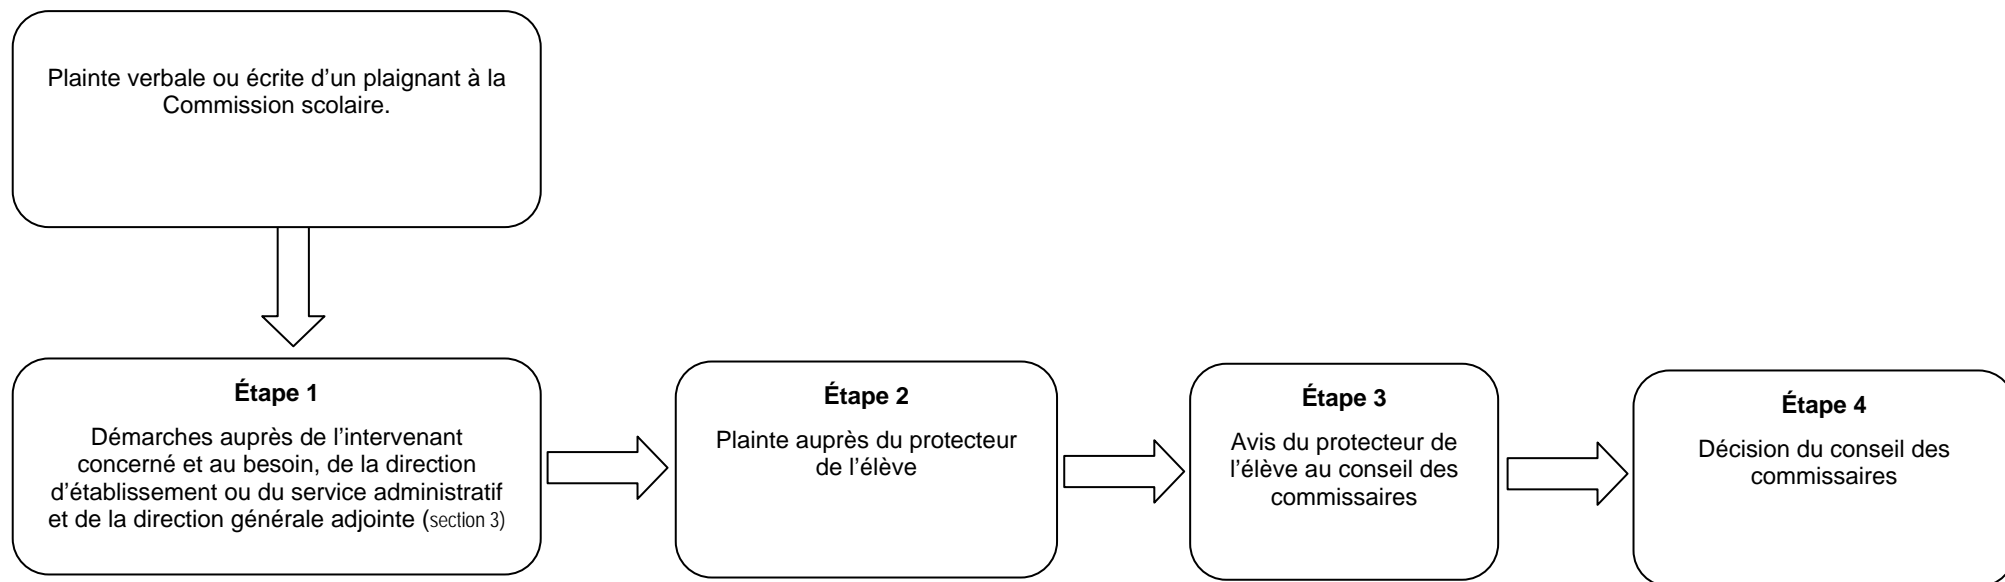 Plainte verbale ou écrite d’un plaignant à la
Commission scolaire.
Étape 1
Démarches auprès de l’intervenant
concerné et au besoin, de la direction
d’établissement ou du service administratif
et de la direction générale adjointe (section 3)
Étape 2
Plainte auprès du protecteur
de l’élève
Étape 3
Avis du protecteur de
l’élève au conseil des
commissaires
Étape 4
Décision du conseil des
commissaires